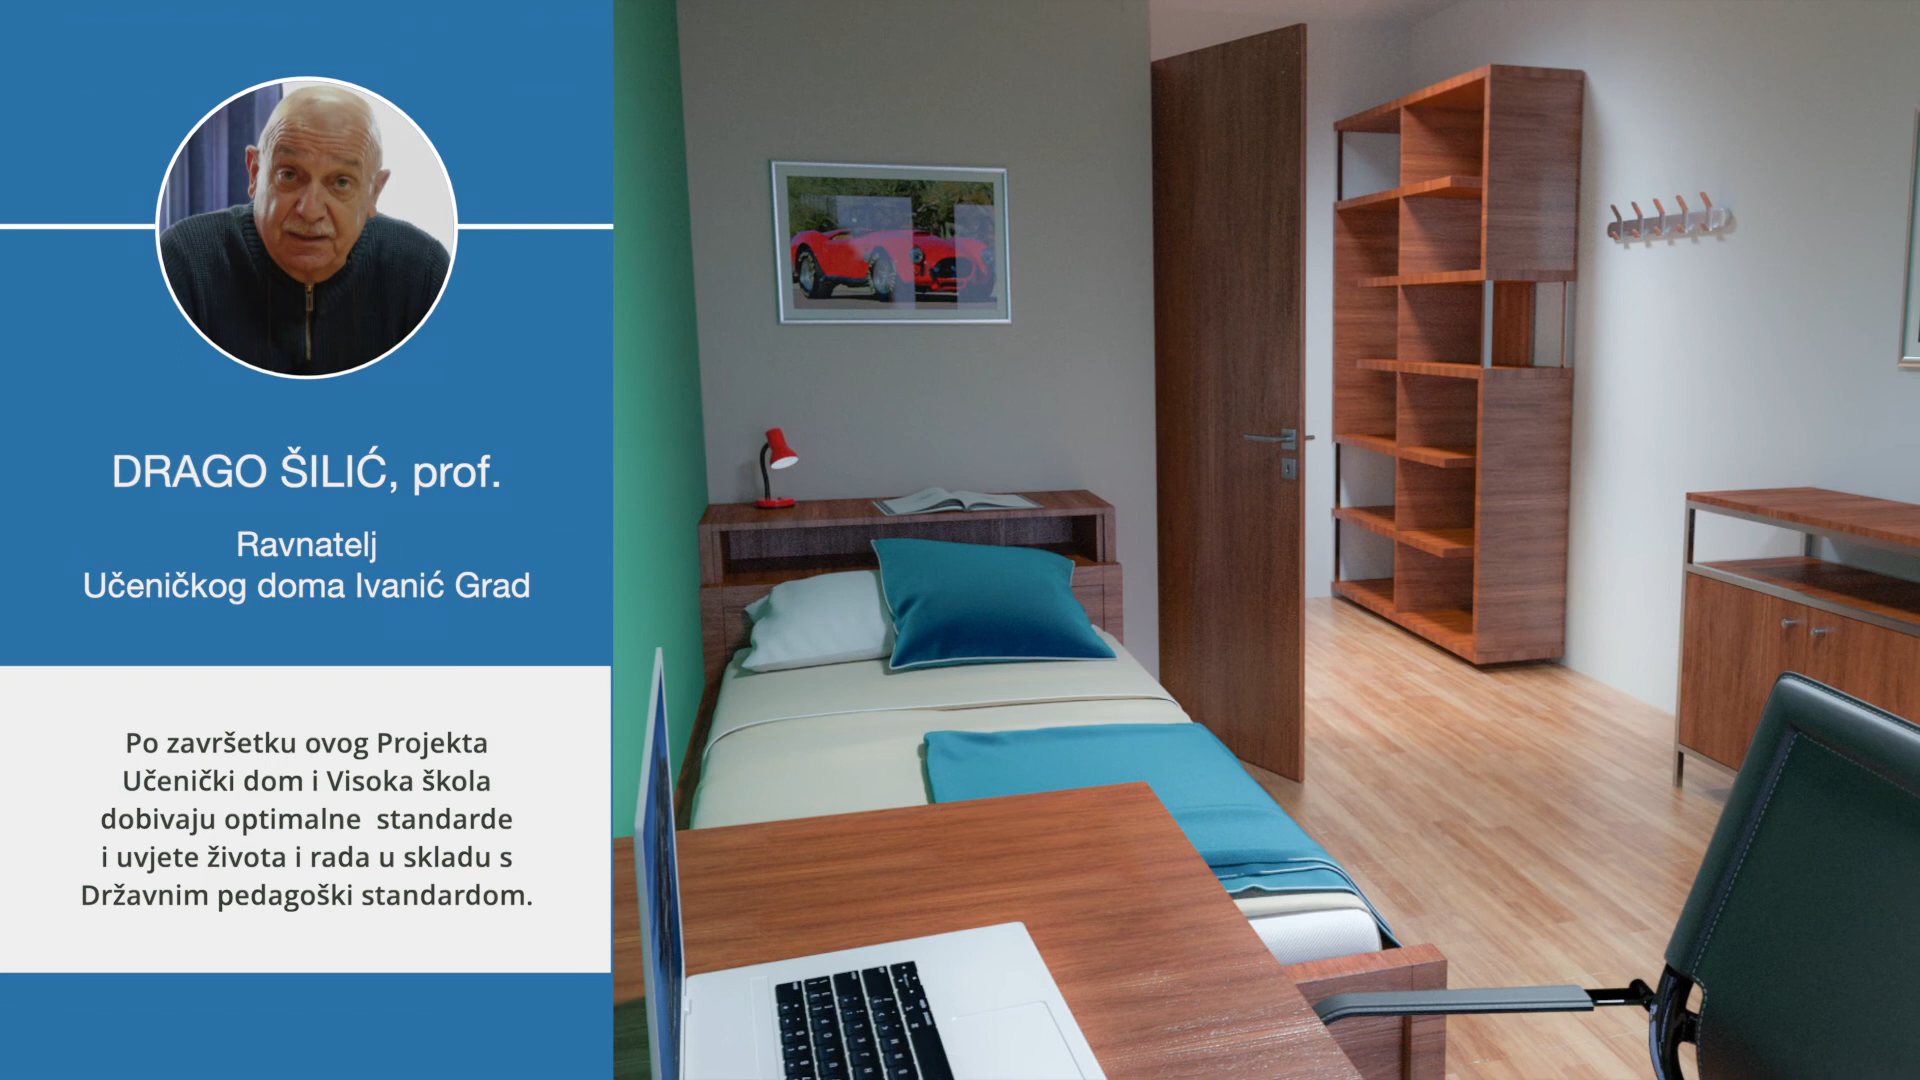 DRAGO ŠILIĆ, prof.
Ravnatelj
Učeničkog doma Ivanić Grad
Po završetku ovog Projekta
Učenički dom i Visoka škola
dobivaju optimalne  standarde
i uvjete života i rada u skladu s
Državnim pedagoški standardom.